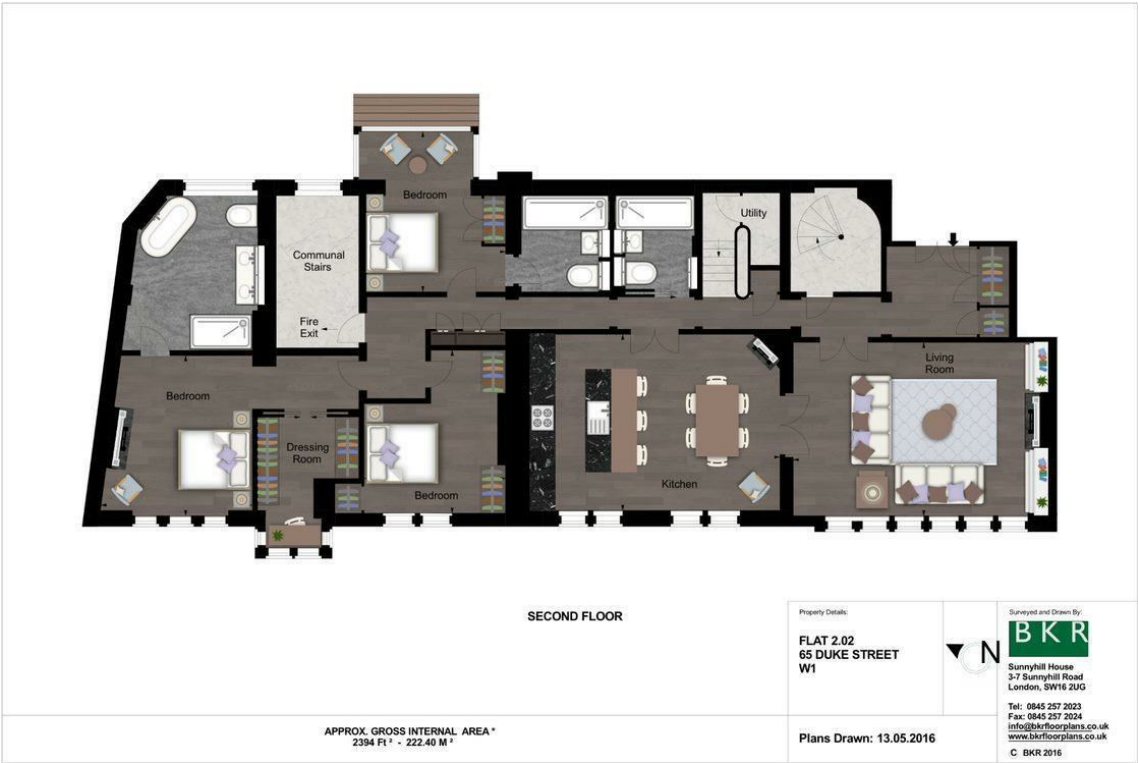 Bedroom
Utility
Communal
Stairs
Fire
Exit
Bedroom
Dressing
Room
Bedroom
Kitchen
Living
Room
SECOND FLOOR
APPROX. GROSS INTERNAL AREA *
2394 Ft ² - 222.40 M ²
Property Details:
FLAT 2.02
65 DUKE STREET
W1
N
Plans Drawn: 13.05.2016
Surveyed and Drawn By:
BKR
Sunnyhill House
3-7 Sunnyhill Road
London, SW16 2UG
Tel: 0845 257 2023
Fax: 0845 257 2024
info@bkrfloorplans.co.uk
www.bkrfloorplans.co.uk
C BKR 2016